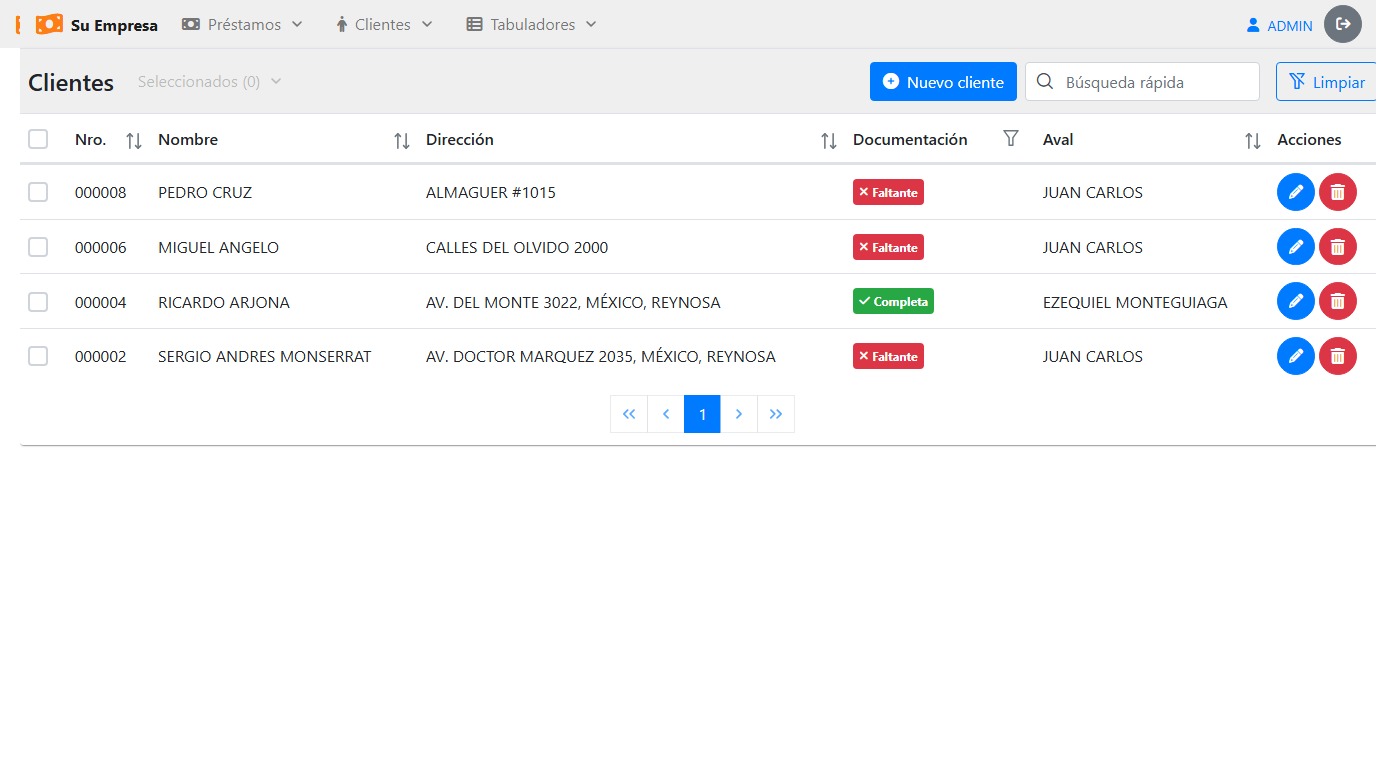 Su Empresa Préstamos Clientes Tabuladores ADMIN
Clientes Seleccionados (0) Nuevo cliente Búsqueda rápida Limpiar
Nro. Nombre Dirección Documentación Aval Acciones
000008 PEDRO CRUZ ALMAGUER #1015 Faltante JUAN CARLOS
000006 MIGUEL ANGELO CALLES DEL OLVIDO 2000 Faltante JUAN CARLOS
000004 RICARDO ARJONA AV. DEL MONTE 3022, MÉXICO, REYNOSA Completa EZEQUIEL MONTEGUIAGA
000002 SERGIO ANDRES MONSERRAT AV. DOCTOR MARQUEZ 2035, MÉXICO, REYNOSA Faltante JUAN CARLOS
1